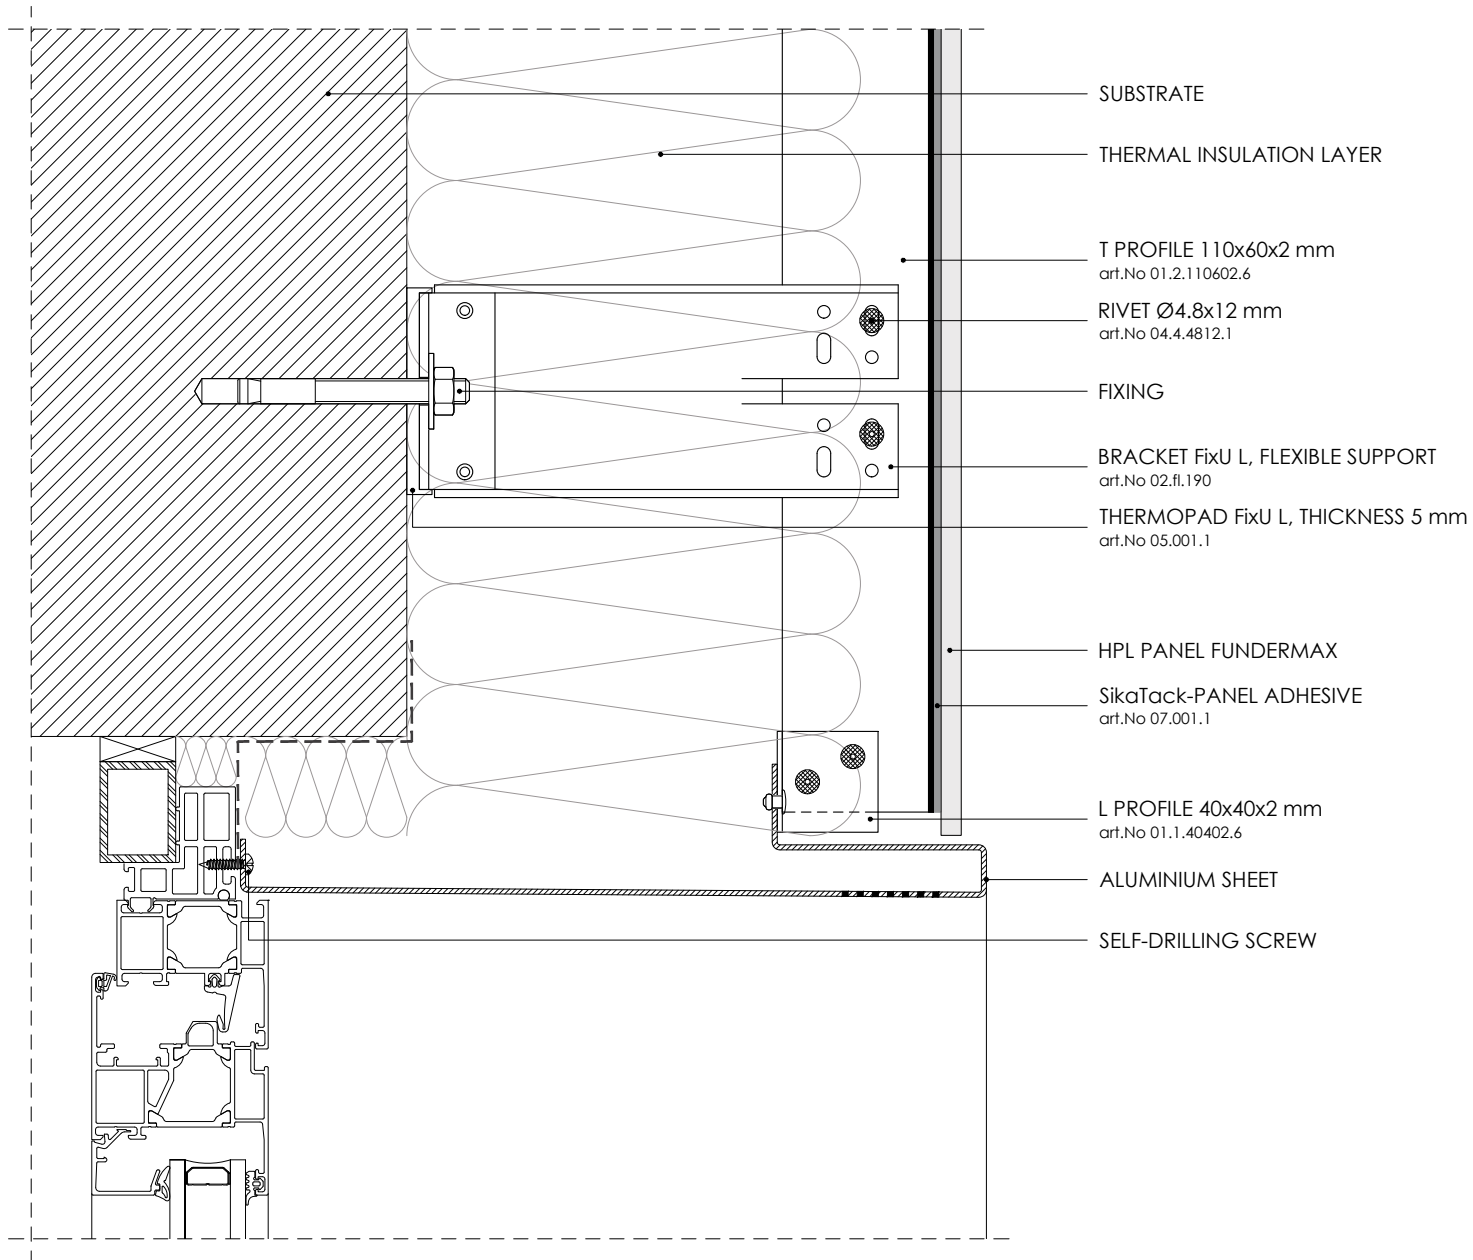 SUBSTRATE
THERMAL INSULATION LAYER
T PROFILE 110x60x2 mm
art.No 01.2.110602.6
RIVET Ø4.8x12 mm
art.No 04.4.4812.1
FIXING
BRACKET FixU L, FLEXIBLE SUPPORT
art.No 02.fl.190
THERMOPAD FixU L, THICKNESS 5 mm
art.No 05.001.1
HPL PANEL FUNDERMAX
SikaTack-PANEL ADHESIVE
art.No 07.001.1
L PROFILE 40x40x2 mm
art.No 01.1.40402.6
ALUMINIUM SHEET
SELF-DRILLING SCREW